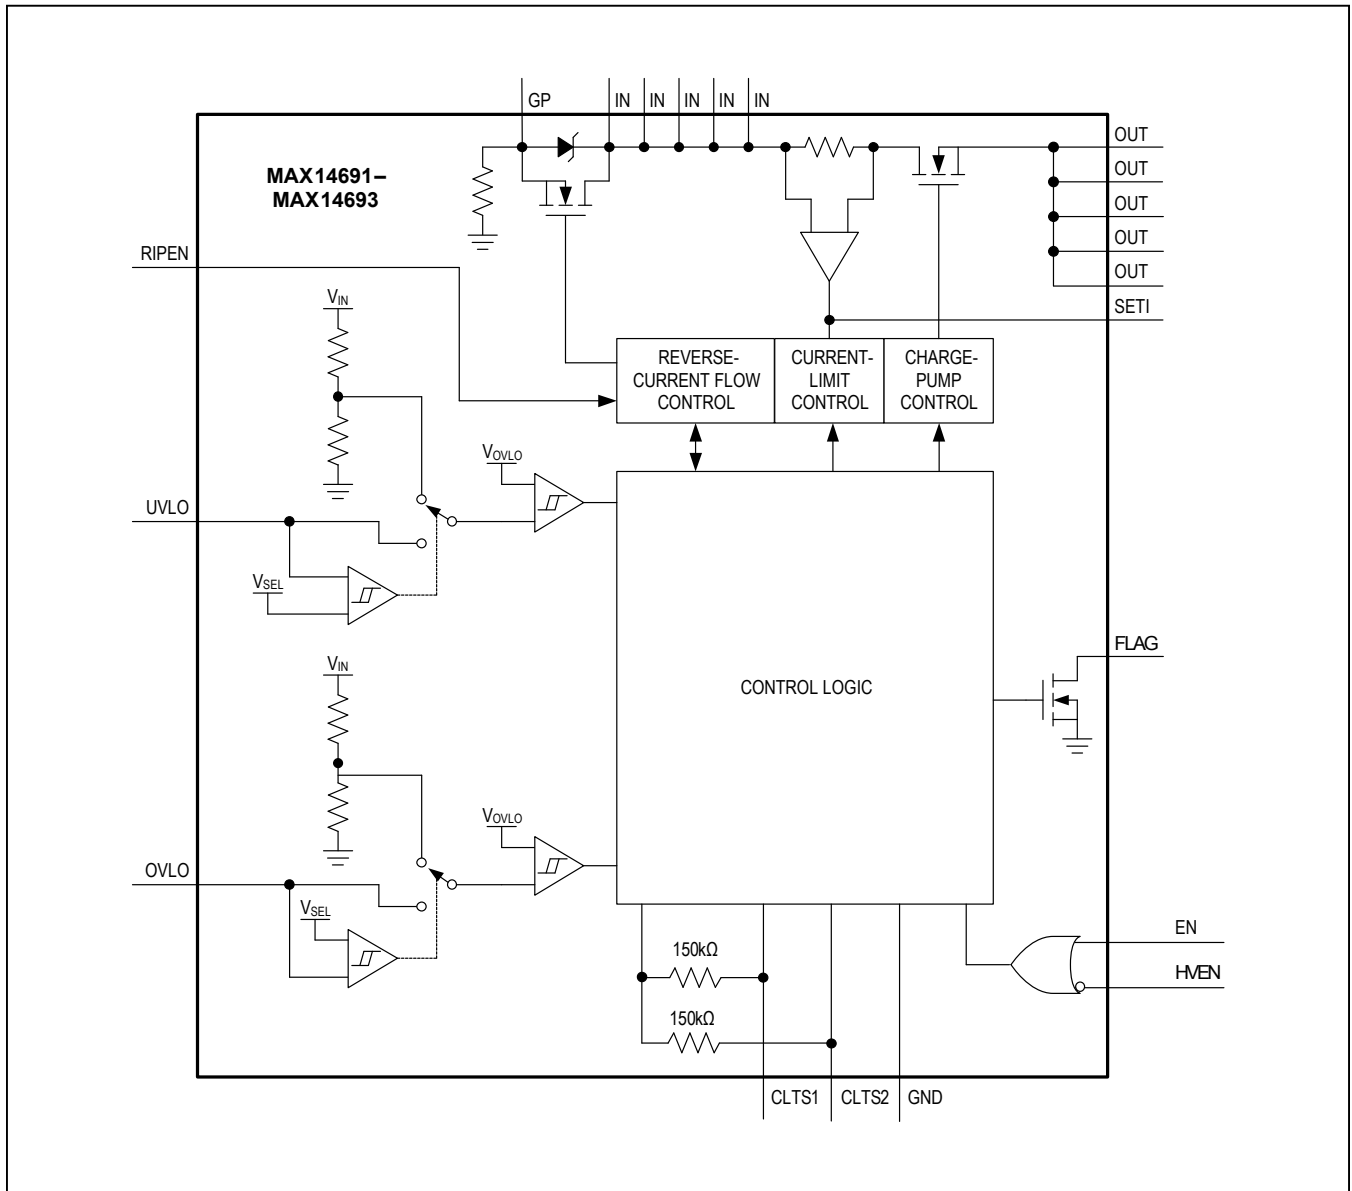 GP
IN
IN
IN
IN
IN
MAX14691–
MAX14693
OUT
OUT
OUT
OUT
OUT
SETI
RIPEN
VIN
REVERSE-
CURRENT FLOW
CONTROL
CURRENT-
LIMIT
CONTROL
CHARGE-
PUMP
CONTROL
VOVLO
UVLO
VSEL
CONTROL LOGIC
FLAG
VIN
VOVLO
OVLO
VSEL
150kΩ
150kΩ
EN
HVEN
CLTS1
CLTS2
GND